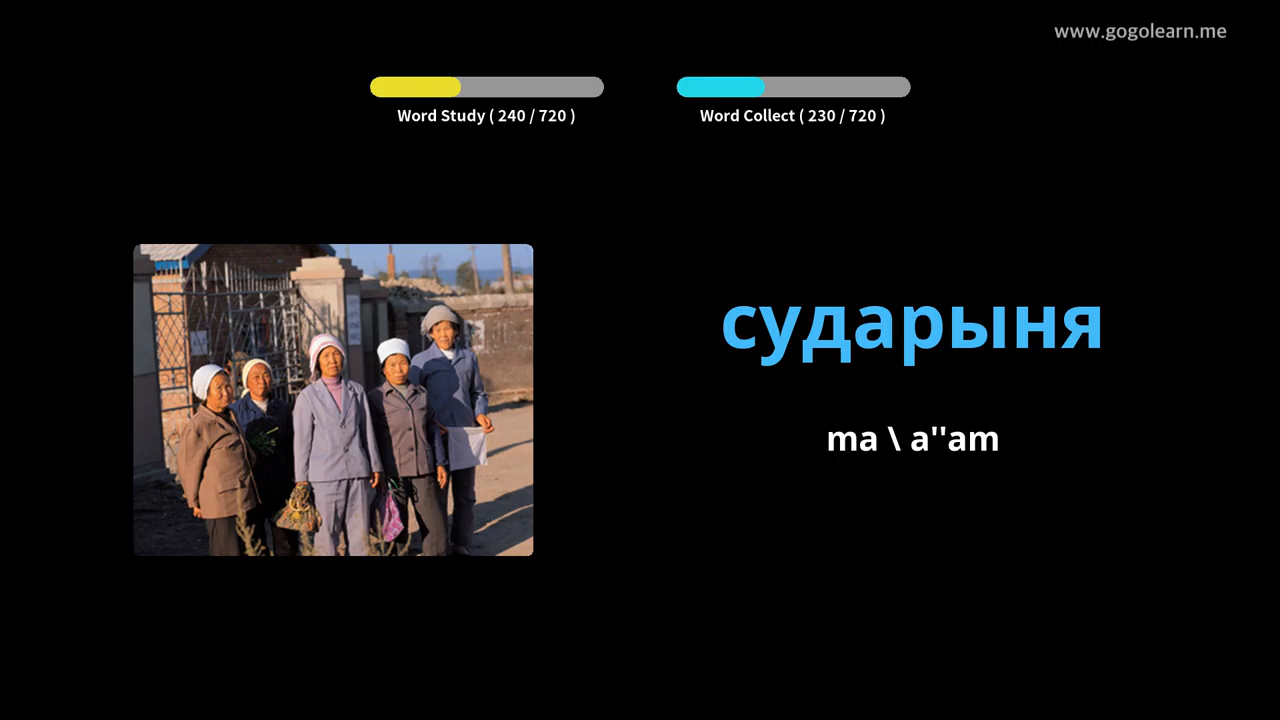 www.gogolearn.me
Word Study ( 240 / 720 )
Word Collect ( 230 / 720 )
сударыня
ma \ a''am